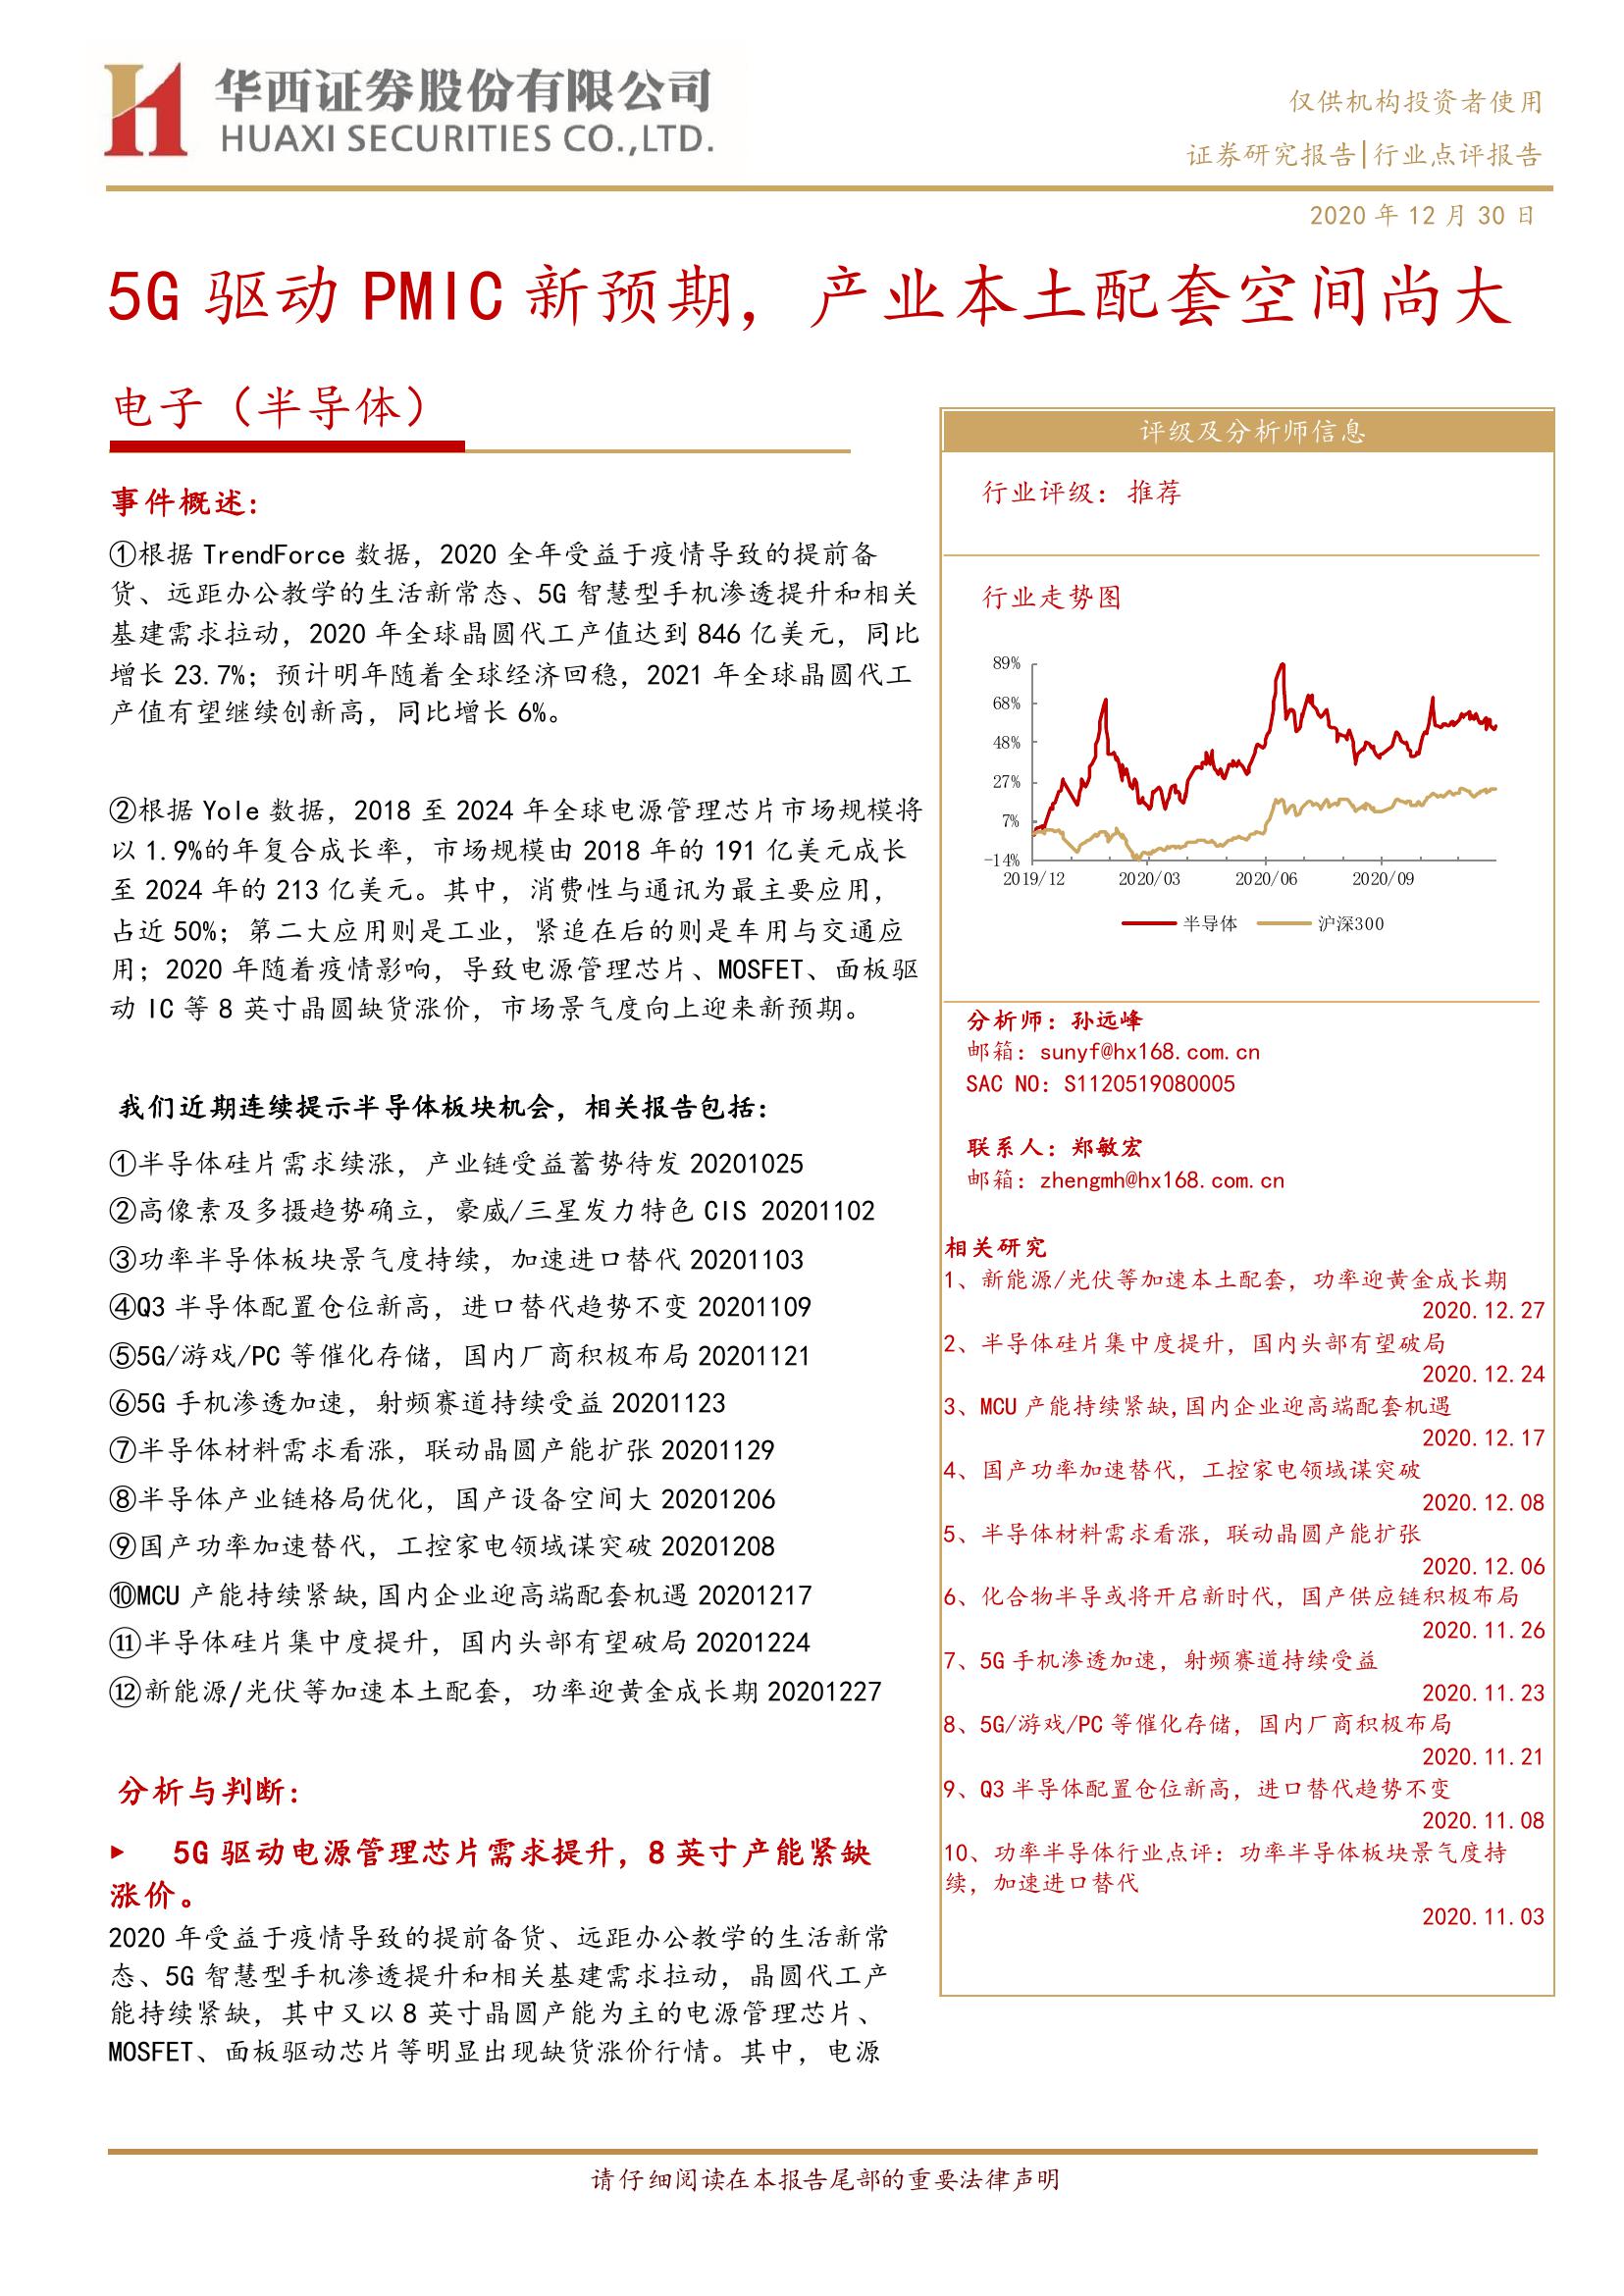 华西证券股份有限公司
HUAXI SECURITIES CO.,LTD.
仅供机构投资者使用
证券研究报告|行业点评报告
2020 年 12 月 30 日
5G 驱动 PMIC 新预期，产业本土配套空间尚大
电子（半导体）
事件概述：
①根据 TrendForce 数据，2020 全年受益于疫情导致的提前备
货、远距办公教学的生活新常态、5G 智慧型手机渗透提升和相关
基建需求拉动，2020 年全球晶圆代工产值达到 846 亿美元，同比
增长 23.7%；预计明年随着全球经济回稳，2021 年全球晶圆代工
产值有望继续创新高，同比增长 6%。
②根据 Yole 数据，2018 至 2024 年全球电源管理芯片市场规模将
以 1.9%的年复合成长率，市场规模由 2018 年的 191 亿美元成长
至 2024 年的 213 亿美元。其中，消费性与通讯为最主要应用，
占近 50%；第二大应用则是工业，紧追在后的则是车用与交通应
用；2020 年随着疫情影响，导致电源管理芯片、MOSFET、面板驱
动 IC 等 8 英寸晶圆缺货涨价，市场景气度向上迎来新预期。
我们近期连续提示半导体板块机会，相关报告包括：
①半导体硅片需求续涨，产业链受益蓄势待发 20201025
②高像素及多摄趋势确立，豪威/三星发力特色 CIS 20201102
③功率半导体板块景气度持续，加速进口替代 20201103
④Q3 半导体配置仓位新高，进口替代趋势不变 20201109
⑤5G/游戏/PC 等催化存储，国内厂商积极布局 20201121
⑥5G 手机渗透加速，射频赛道持续受益 20201123
⑦半导体材料需求看涨，联动晶圆产能扩张 20201129
⑧半导体产业链格局优化，国产设备空间大 20201206
⑨国产功率加速替代，工控家电领域谋突破 20201208
⑩MCU 产能持续紧缺,国内企业迎高端配套机遇 20201217
⑪半导体硅片集中度提升，国内头部有望破局 20201224
⑫新能源/光伏等加速本土配套，功率迎黄金成长期 20201227
分析与判断：
▶ 5G 驱动电源管理芯片需求提升，8 英寸产能紧缺
涨价。
2020 年受益于疫情导致的提前备货、远距办公教学的生活新常
态、5G 智慧型手机渗透提升和相关基建需求拉动，晶圆代工产
能持续紧缺，其中又以 8 英寸晶圆产能为主的电源管理芯片、
MOSFET、面板驱动芯片等明显出现缺货涨价行情。其中，电源
评级及分析师信息
行业评级：推荐
行业走势图
89%
68%
48%
27%
7%
-14%
2019/12 2020/03 2020/06 2020/09
半导体 沪深300
分析师：孙远峰
邮箱：sunyf@hx168.com.cn
SAC NO：S1120519080005
联系人：郑敏宏
邮箱：zhengmh@hx168.com.cn
相关研究
1、新能源/光伏等加速本土配套，功率迎黄金成长期
2020.12.27
2、半导体硅片集中度提升，国内头部有望破局
2020.12.24
3、MCU 产能持续紧缺,国内企业迎高端配套机遇
2020.12.17
4、国产功率加速替代，工控家电领域谋突破
2020.12.08
5、半导体材料需求看涨，联动晶圆产能扩张
2020.12.06
6、化合物半导或将开启新时代，国产供应链积极布局
2020.11.26
7、5G 手机渗透加速，射频赛道持续受益
2020.11.23
8、5G/游戏/PC 等催化存储，国内厂商积极布局
2020.11.21
9、Q3 半导体配置仓位新高，进口替代趋势不变
2020.11.08
10、功率半导体行业点评：功率半导体板块景气度持
续，加速进口替代
2020.11.03
请仔细阅读在本报告尾部的重要法律声明